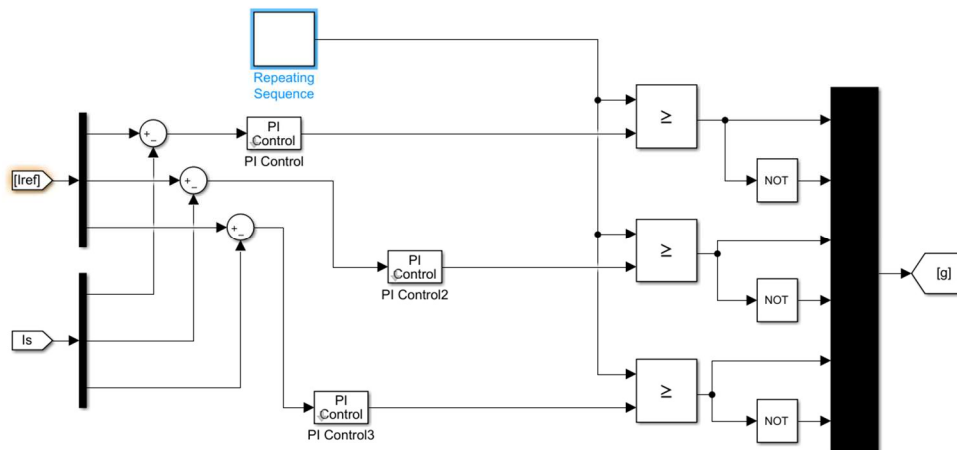 Repeating
Sequence
PI
Control
PI Control
≥
[Iref]
+
−
+
−
+
−
NOT
PI
Control
PI Control2
≥
[g]
NOT
Is
PI
Control
PI Control3
≥
NOT